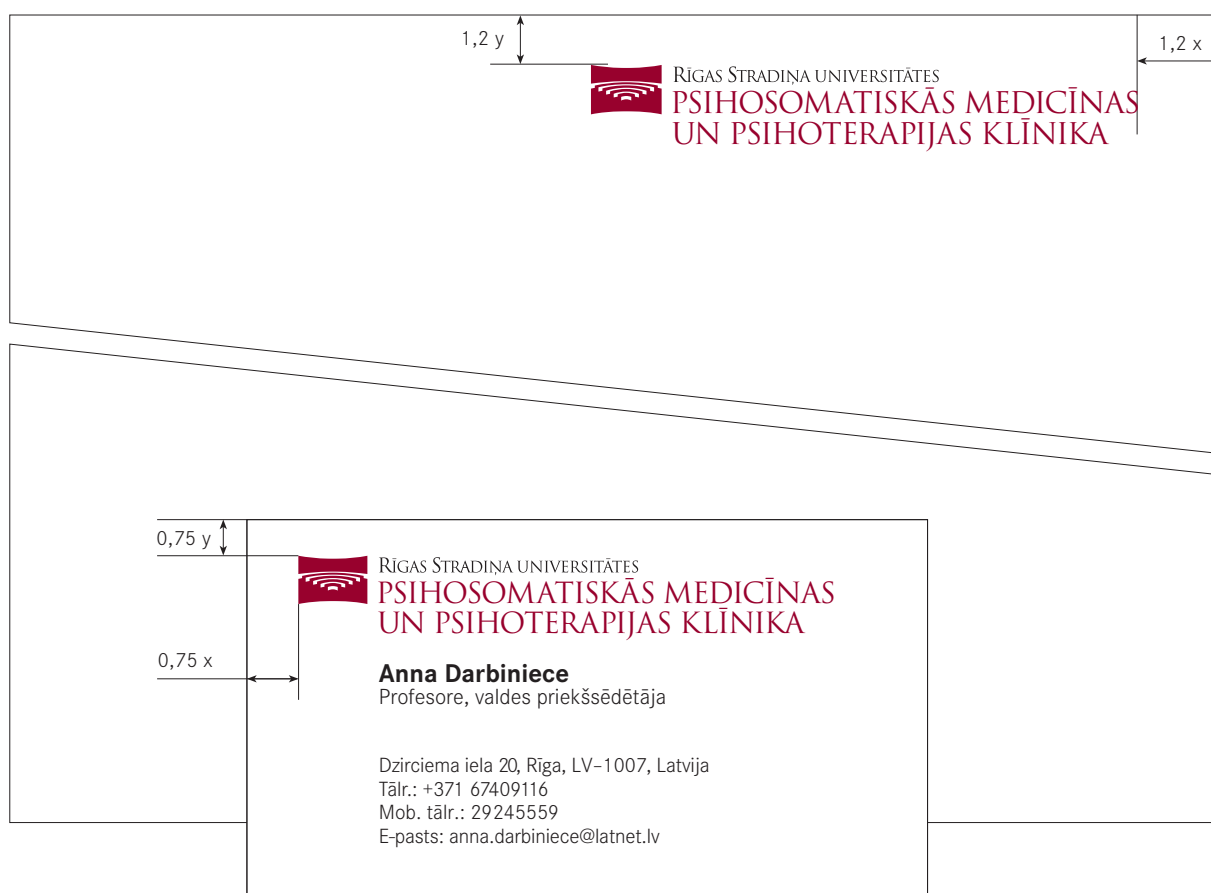 1,2 y
1,2 x
RĪGAS STRADIŅA UNIVERSITĀTES
PSIHOSOMATISKĀS MEDICĪNAS
UN PSIHOTERAPIJAS KLĪNIKA
0,75 y
RĪGAS STRADIŅA UNIVERSITĀTES
PSIHOSOMATISKĀS MEDICĪNAS
UN PSIHOTERAPIJAS KLĪNIKA
0,75 x
Anna Darbiniece
Profesore, valdes priekšsēdētāja
Dzirciema iela 20, Rīga, LV–1007, Latvija
Tālr.: +371 67409116
Mob. tālr.: 29245559
E-pasts: anna.darbiniece@latnet.lv